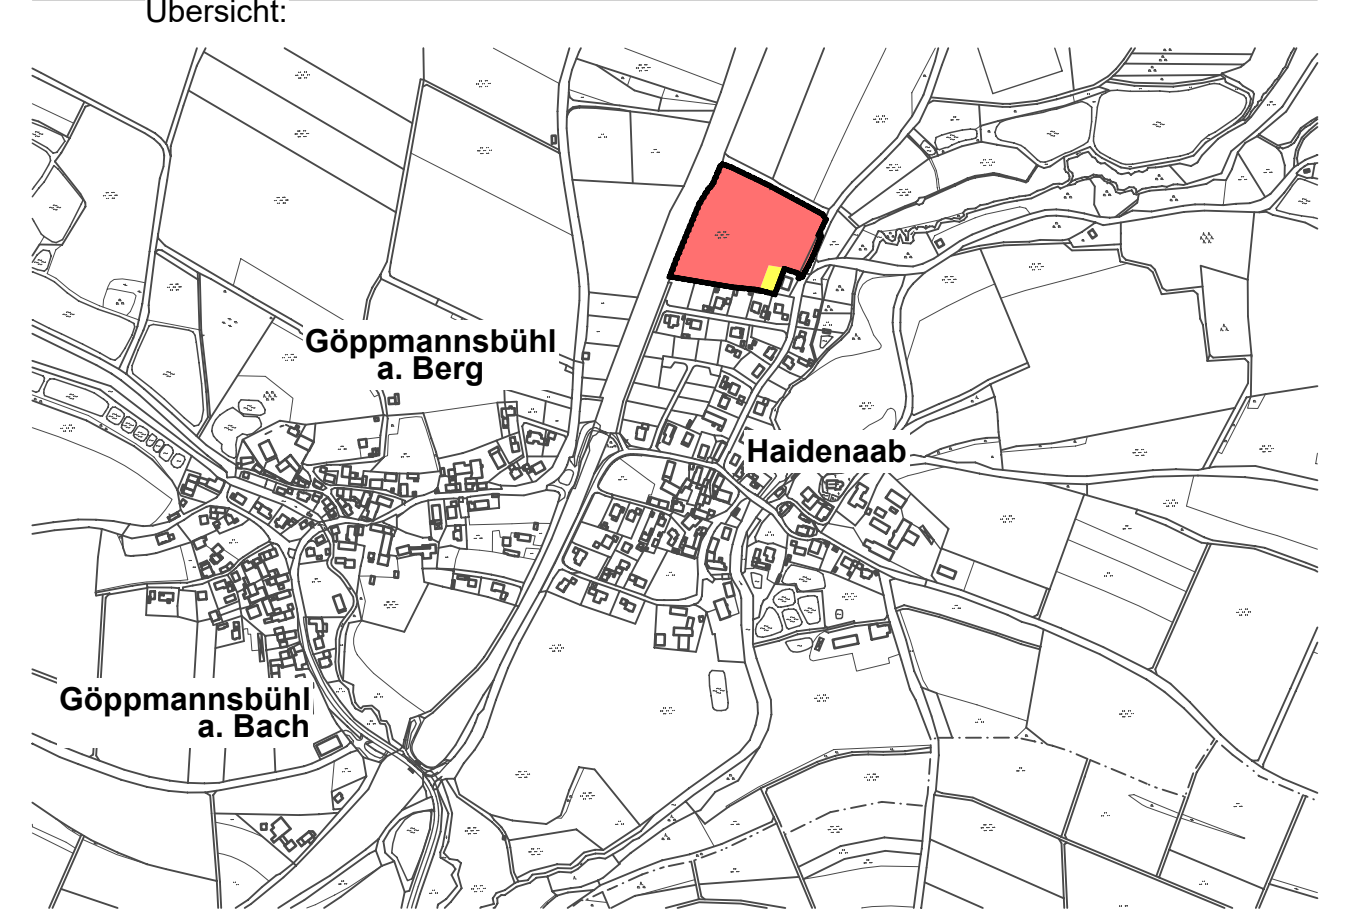 Übersicht:
Göppmannsbühl
a. Berg
Haidenaab
Göppmannsbühl
a. Bach